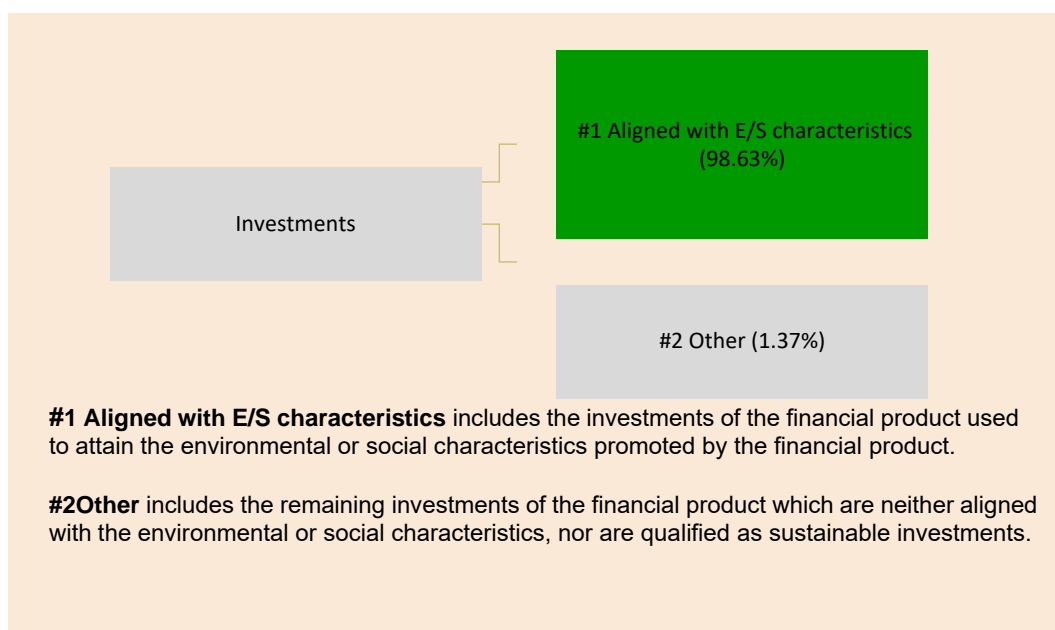 #1 Aligned with E/S characteristics
(98.63%)
Investments
#2 Other (1.37%)
#1 Aligned with E/S characteristics includes the investments of the financial product used
to attain the environmental or social characteristics promoted by the financial product.
#2Other includes the remaining investments of the financial product which are neither aligned
with the environmental or social characteristics, nor are qualified as sustainable investments.